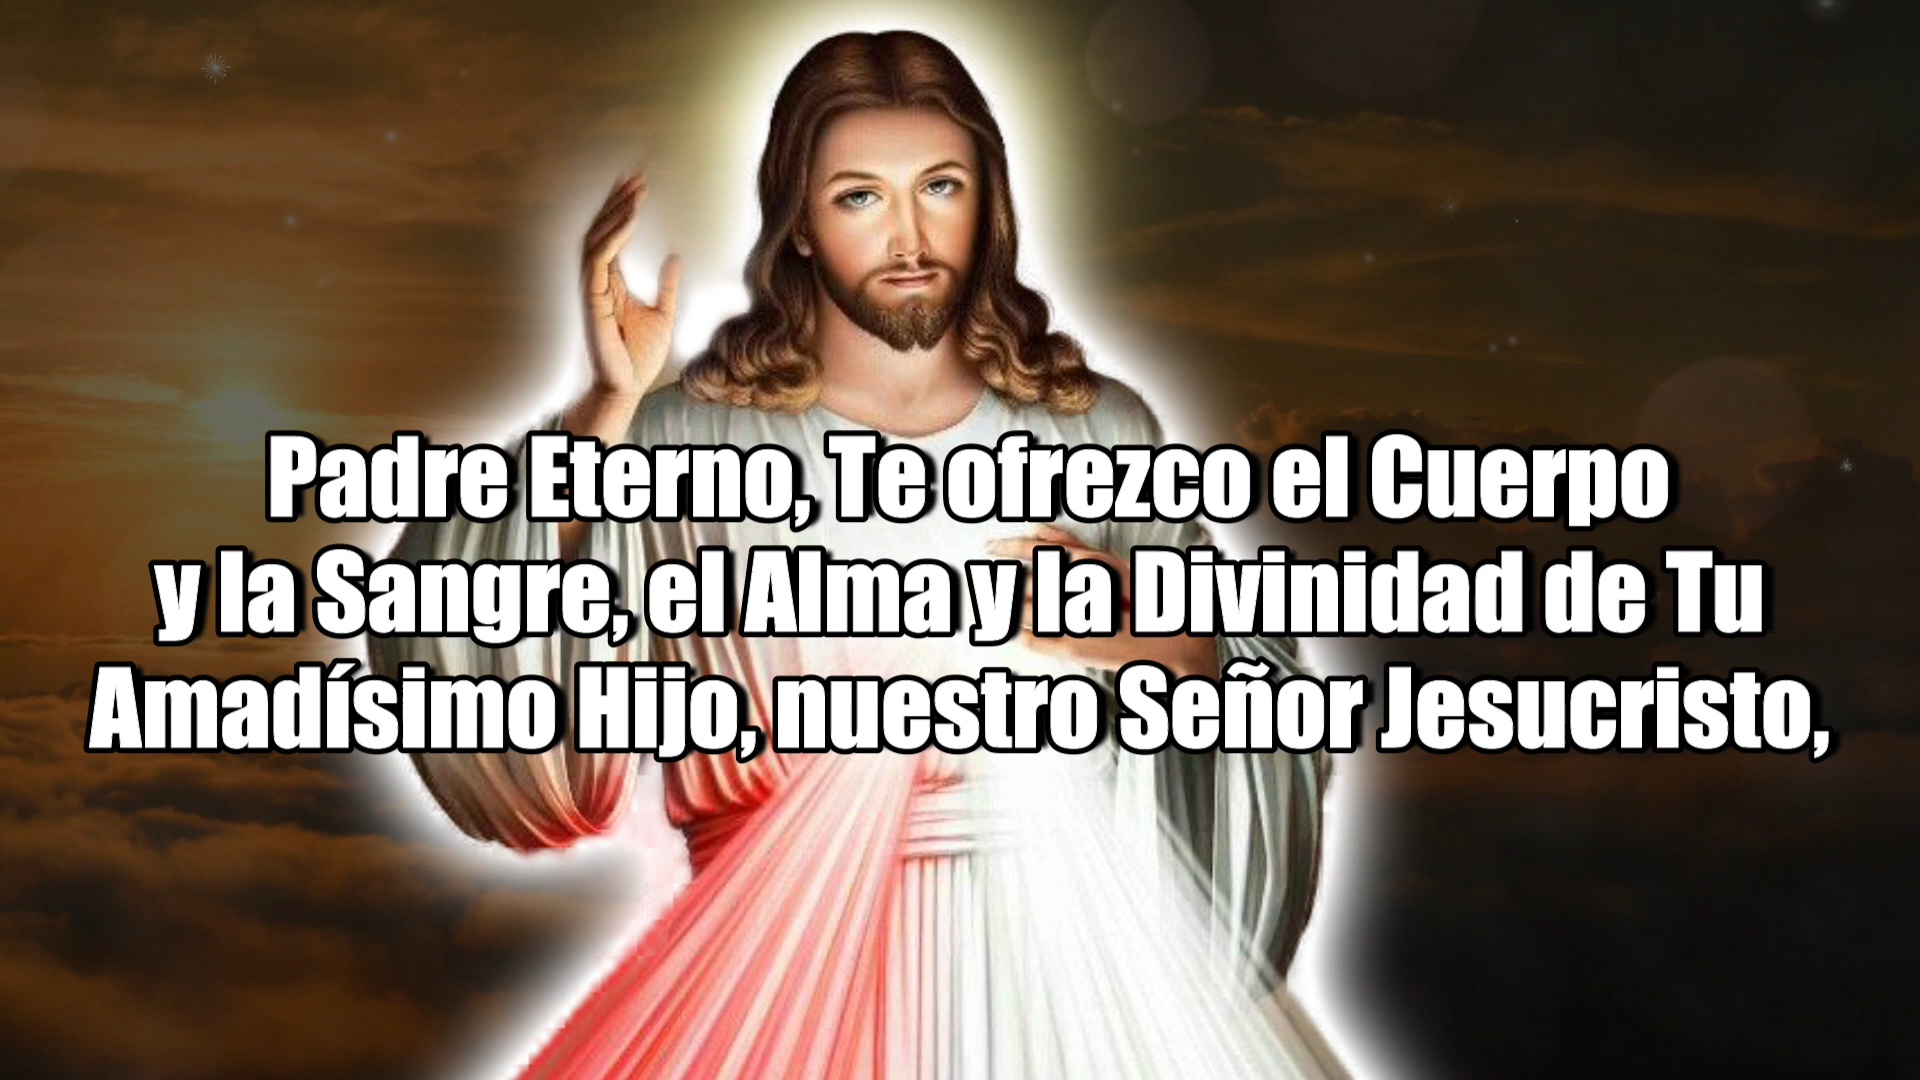 Padre Eterno, Te ofrezco el Cuerpo
y la Sangre, el Alma y la Divinidad de Tu
Amadísimo Hijo, nuestro Señor Jesucristo,